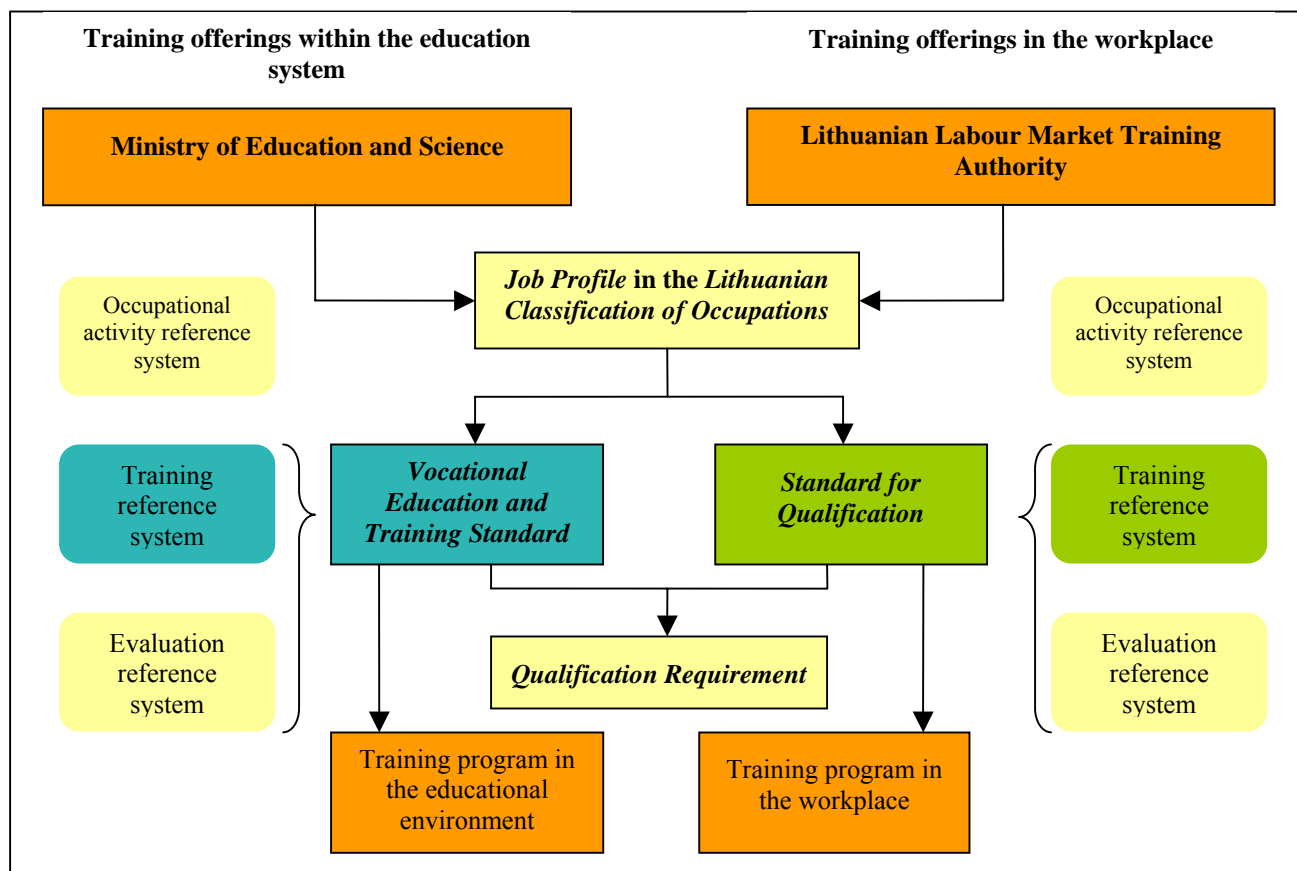 Training offerings within the education
system
Training offerings in the workplace
Ministry of Education and Science
Lithuanian Labour Market Training
Authority
Job Profile in the Lithuanian
Classification of Occupations
Occupational
activity reference
system
Occupational
activity reference
system
Training
reference
system
Vocational
Education and
Training Standard
Standard for
Qualification
Training
reference
system
Evaluation
reference
system
Qualification Requirement
Evaluation
reference
system
Training program in
the educational
environment
Training program in
the workplace